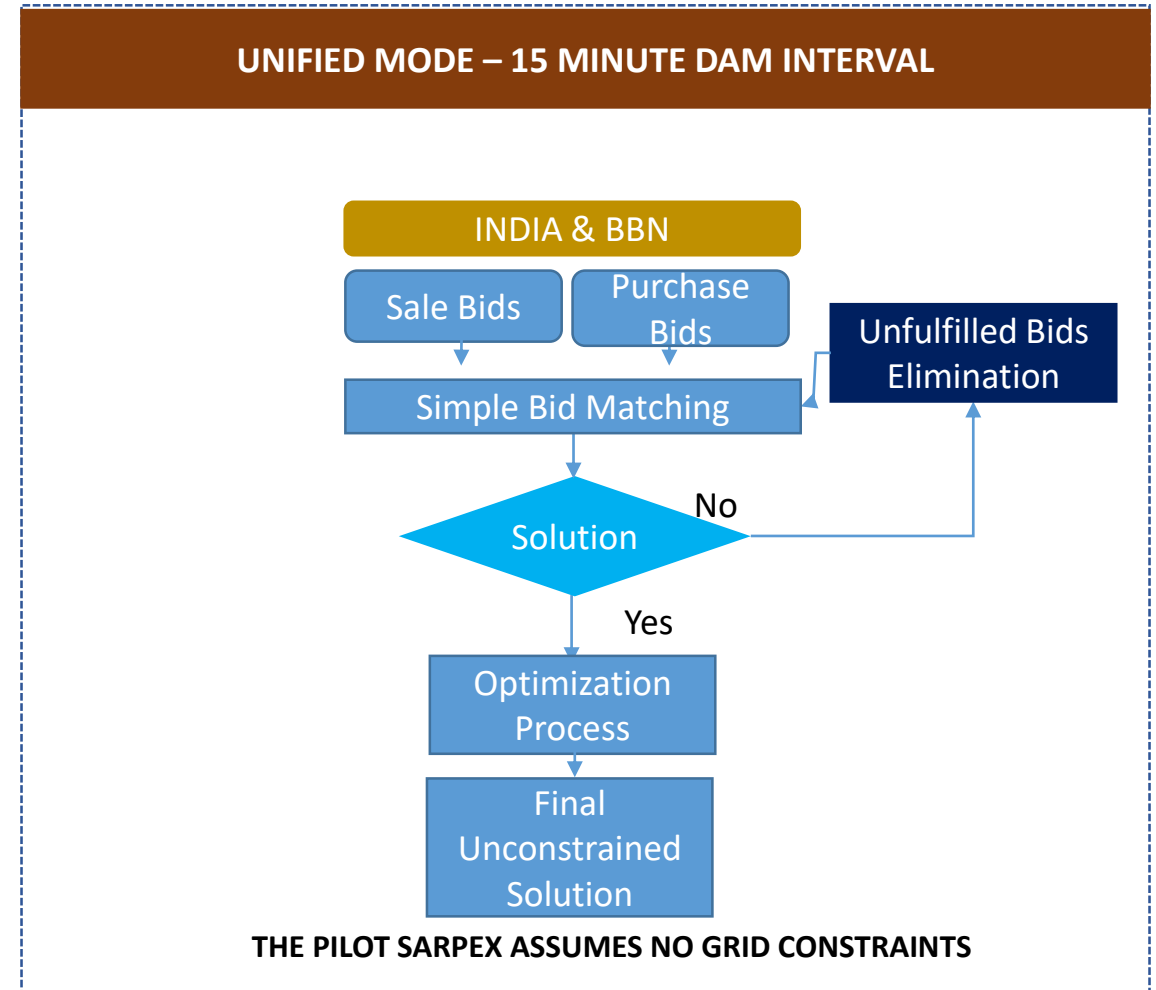 UNIFIED MODE – 15 MINUTE DAM INTERVAL
INDIA & BBN
Sale Bids
Purchase
Bids
Unfulfilled Bids
Elimination
Simple Bid Matching
No
Solution
Yes
Optimization
Process
Final
Unconstrained
Solution
THE PILOT SARPEX ASSUMES NO GRID CONSTRAINTS